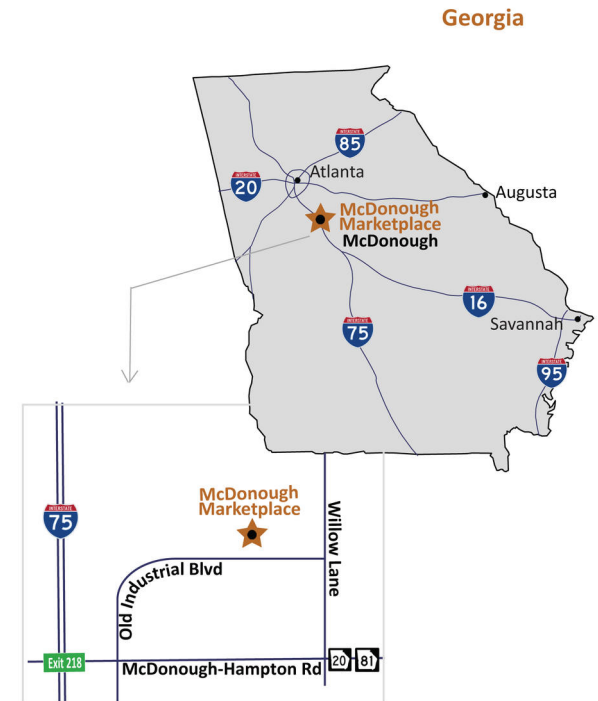 Georgia
INTERSTATE
85
Atlanta
INTERSTATE
20
Augusta
McDonough
Marketplace
McDonough
INTERSTATE
16
Savannah
INTERSTATE
75
INTERSTATE
95
McDonough
Marketplace
INTERSTATE
75
Willow Lane
Old Industrial Blvd
Exit 218
McDonough-Hampton Rd
20
81